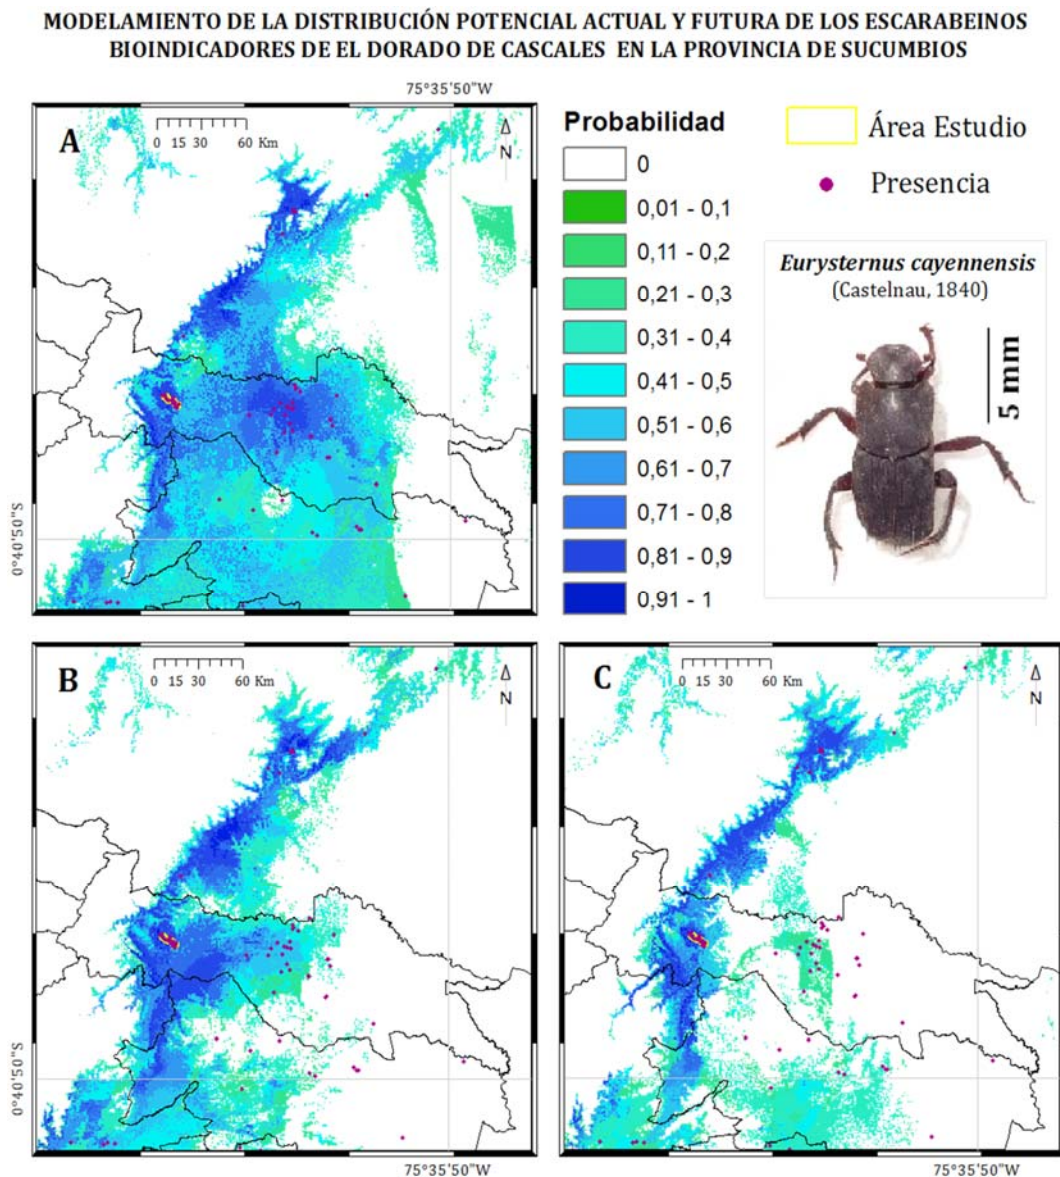 MODELAMIENTO DE LA DISTRIBUCIÓN POTENCIAL ACTUAL Y FUTURA DE LOS ESCARABEINOS
BIOINDICADORES DE EL DORADO DE CASCALES EN LA PROVINCIA DE SUCUMBIOS
75°35'50"W
A
0 15 30 60 Km
N
0°40'50"S
Probabilidad
0
0,01 - 0,1
0,11 - 0,2
0,21 - 0,3
0,31 - 0,4
0,41 - 0,5
0,51 - 0,6
0,61 - 0,7
0,71 - 0,8
0,81 - 0,9
0,91 - 1
Área Estudio
Presencia
Eurysternus cayennensis
(Castelnau, 1840)
5 mm
B
0 15 30 60 Km
N
0°40'50"S
75°35'50"W
C
0 15 30 60 Km
N
75°35'50"W